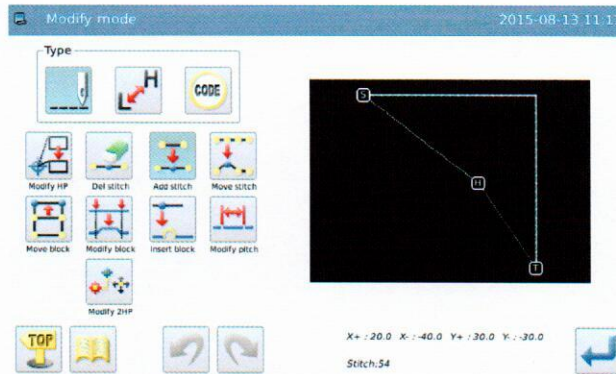 Modify mode 2015-08-13 11:1
Type
L H CODE
Modify HP Del stitch Add stitch Move stitch
Move block Modify block Insert block Modify pitch
Modify 2HP
S
H
T
TOP
X+ : 20.0 X- : -40.0 Y+ : 30.0 Y- : -30.0
Stitch:54